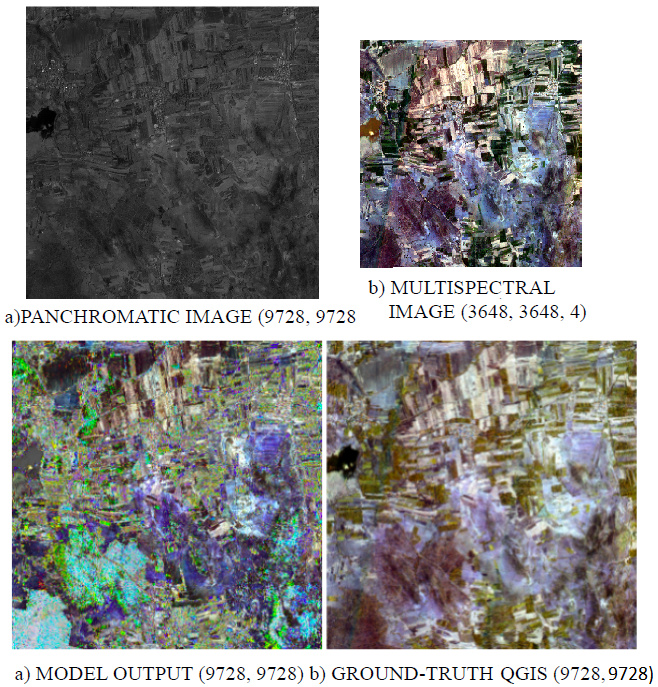 a)PANCHROMATIC IMAGE (9728, 9728
b) MULTISPECTRAL
IMAGE (3648, 3648, 4)
a) MODEL OUTPUT (9728, 9728) b) GROUND-TRUTH QGIS (9728,9728)